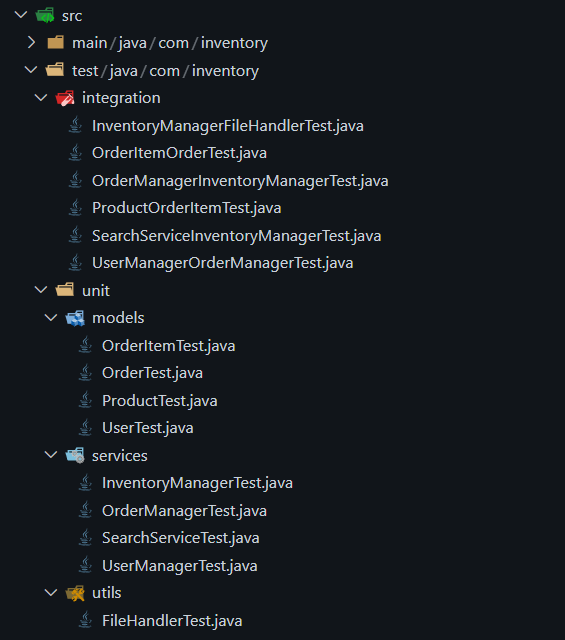 src
main/java/com/inventory
test/java/com/inventory
integration
InventoryManagerFileHandlerTest.java
OrderItemOrderTest.java
OrderManagerInventoryManagerTest.java
ProductOrderItemTest.java
SearchServiceInventoryManagerTest.java
UserManagerOrderManagerTest.java
unit
models
OrderItemTest.java
OrderTest.java
ProductTest.java
UserTest.java
services
InventoryManagerTest.java
OrderManagerTest.java
SearchServiceTest.java
UserManagerTest.java
utils
FileHandlerTest.java